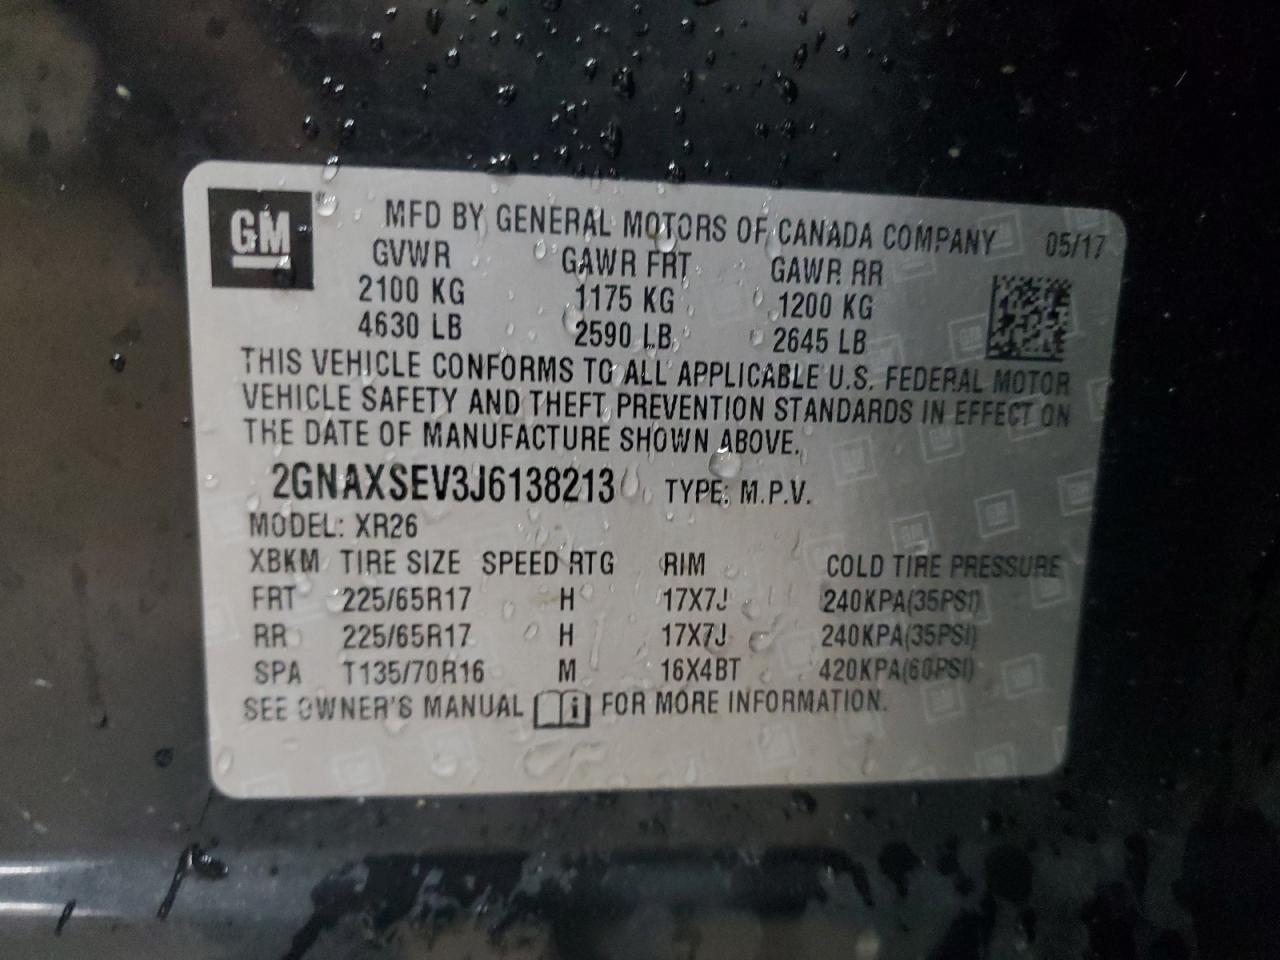 GM
MFD BY GENERAL MOTORS OF CANADA COMPANY 05/17
GVWR GAWR FRT GAWR RR
2100 KG 1175 KG 1200 KG
4630 LB 2590 LB 2645 LB
THIS VEHICLE CONFORMS TO ALL APPLICABLE U.S. FEDERAL MOTOR
VEHICLE SAFETY AND THEFT PREVENTION STANDARDS IN EFFECT ON
THE DATE OF MANUFACTURE SHOWN ABOVE.
2GNAXSEV3J6138213 TYPE: M.P.V.
MODEL: XR26
XBKM TIRE SIZE SPEED RTG RIM COLD TIRE PRESSURE
FRT 225/65R17 H 17X7J 240KPA(35PSI)
RR 225/65R17 H 17X7J 240KPA(35PSI)
SPA T135/70R16 M 16X4BT 420KPA(60PSI)
SEE OWNER'S MANUAL i FOR MORE INFORMATION.